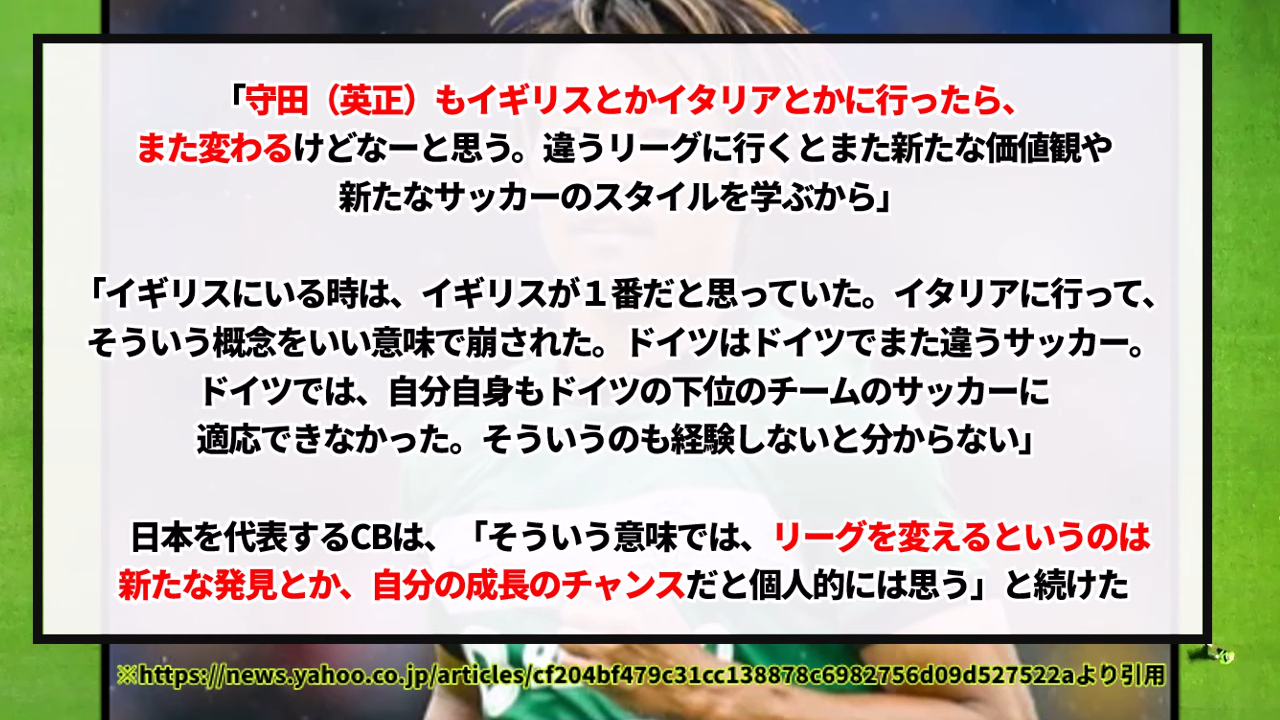 「守田（英正）もイギリスとかイタリアとかに行ったら、
また変わるけどなーと思う。違うリーグに行くとまた新たな価値観や
新たなサッカーのスタイルを学ぶから」
「イギリスにいる時は、イギリスが１番だと思っていた。イタリアに行って、
そういう概念をいい意味で崩された。ドイツはドイツでまた違うサッカー。
ドイツでは、自分自身もドイツの下位のチームのサッカーに
適応できなかった。そういうのも経験しないと分からない」
日本を代表するCBは、「そういう意味では、リーグを変えるというのは
新たな発見とか、自分の成長のチャンスだと個人的には思う」と続けた
※https://news.yahoo.co.jp/articles/cf204bf479c31cc138878c6982756d09d527522aより引用